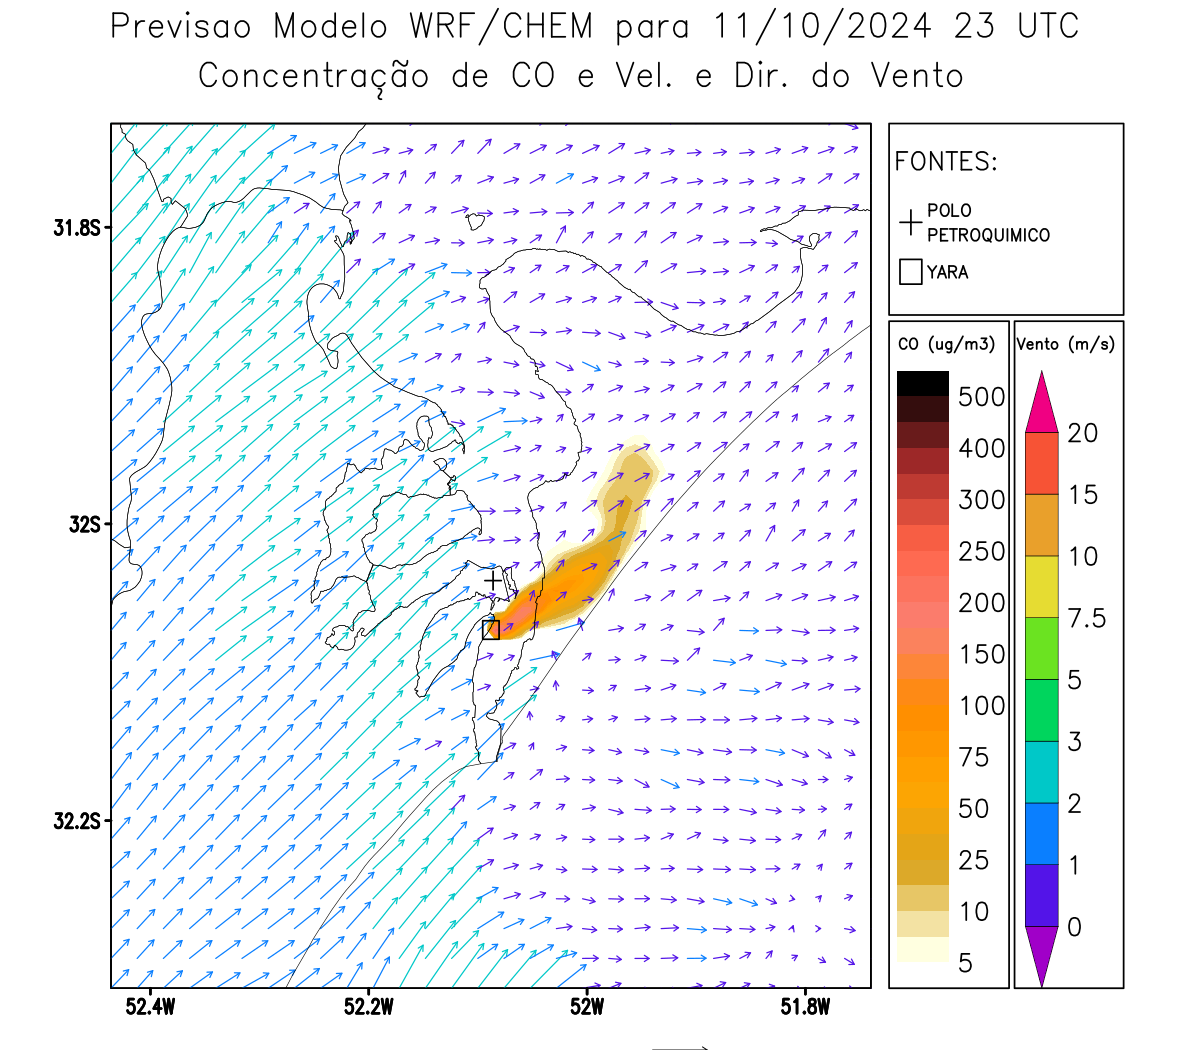 Previsao Modelo WRF/CHEM para 11/10/2024 23 UTC
Concentração de CO e Vel. e Dir. do Vento
FONTES:
POLO
PETROQUIMICO
YARA
CO (ug/m3)
500
400
300
250
200
150
100
75
50
25
10
5
Vento (m/s)
20
15
10
7.5
5
3
2
1
0
31.8S
32S
32.2S
52.4W
52.2W
52W
51.8W